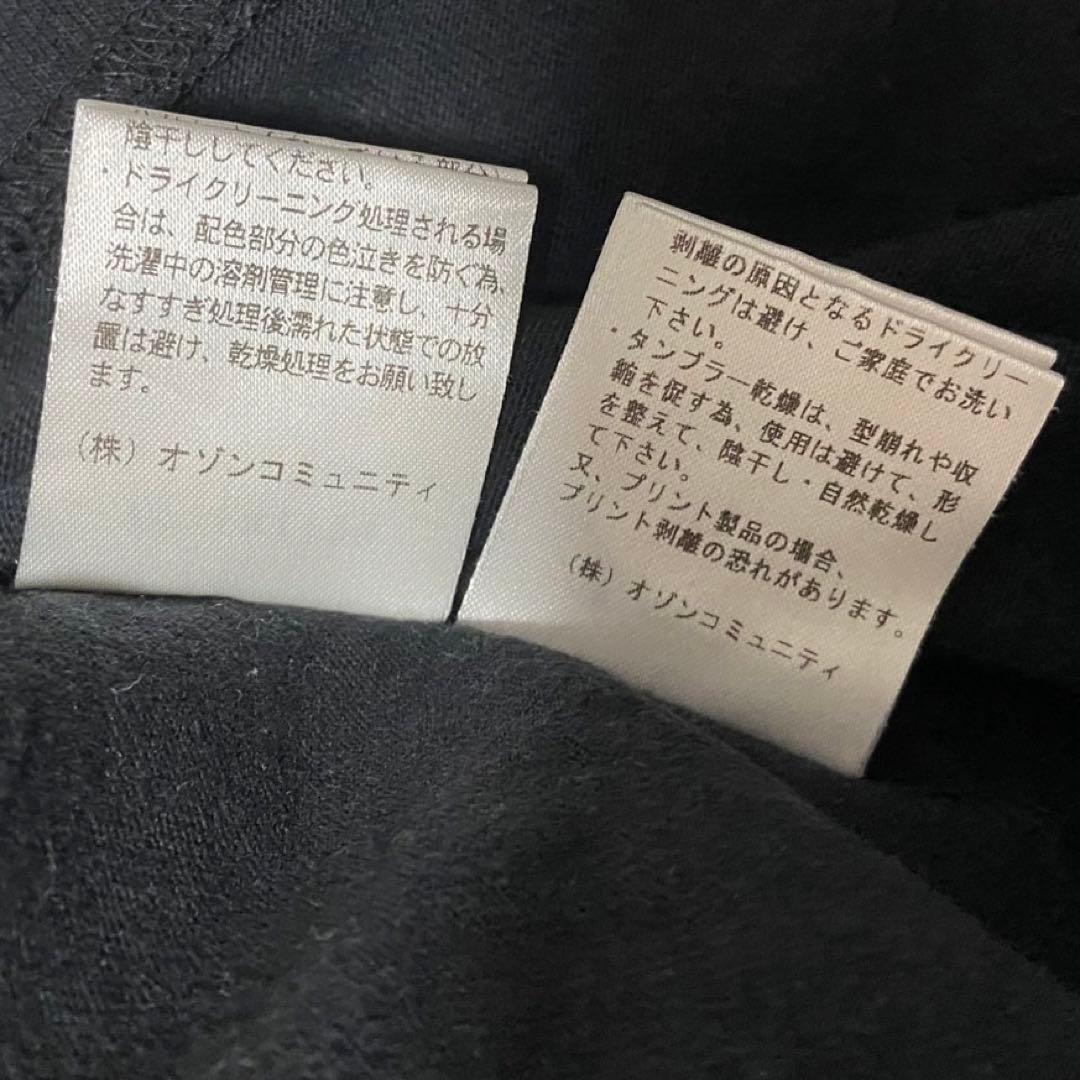 陰干ししてください。
・ドライクリーニング処理される場
合は、配色部分の色泣きを防ぐ為、
洗濯中の溶剤管理に注意し、十分
なすすぎ処理後濡れた状態での放
置は避け、乾燥処理をお願い致し
ます。
（株）オゾンコミュニティ
剥離の原因となるドライクリー
ニングは避け、ご家庭でお洗い
下さい。
・タンブラー乾燥は、型崩れや収
縮を促す為、使用は避けて、形
を整えて、陰干し・自然乾燥し
て下さい。
又、プリント製品の場合、
プリント剥離の恐れがあります。
（株）オゾンコミュニティ